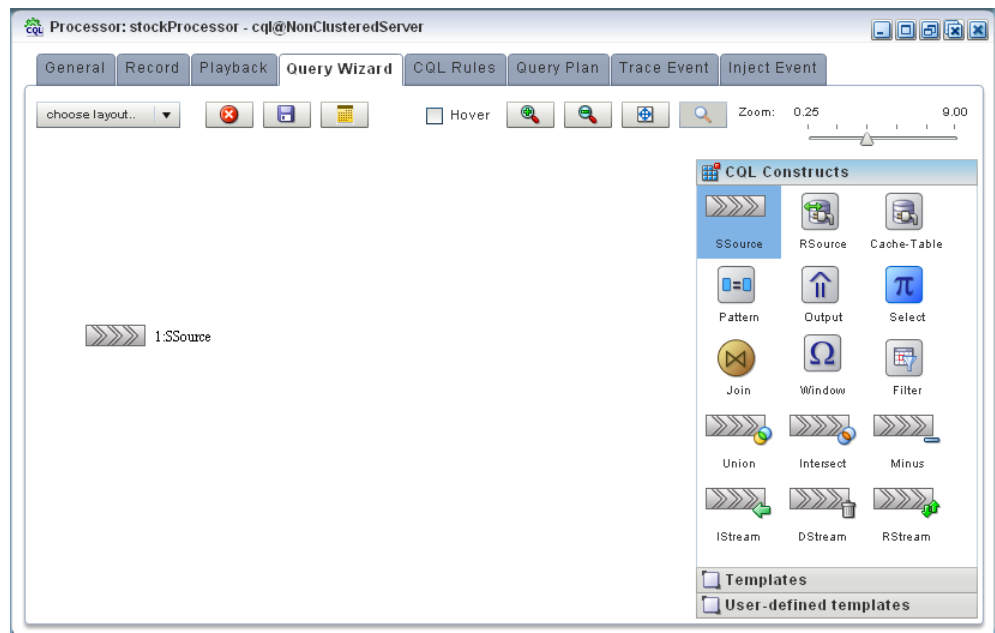 CQL Processor: stockProcessor - cql@NonClusteredServer
General Record Playback Query Wizard CQL Rules Query Plan Trace Event Inject Event
choose layout.. Hover Zoom: 0.25 9.00
CQL Constructs
SSource RSource Cache-Table
Pattern Output Select
Join Window Filter
Union Intersect Minus
IStream DStream RStream
1:SSource
Templates
User-defined templates